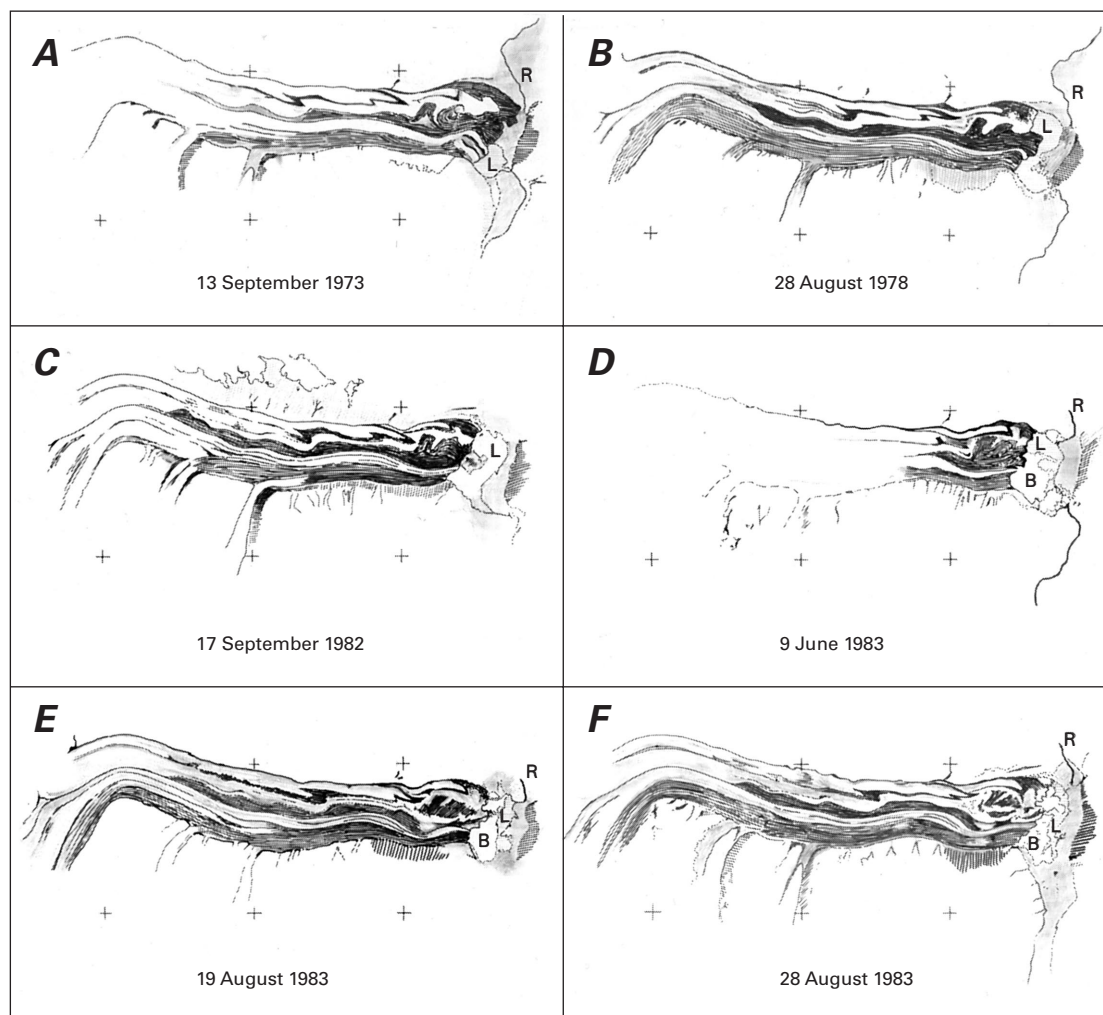 A
R
L
13 September 1973
B
R
L
28 August 1978
C
L
17 September 1982
D
R
L
B
9 June 1983
E
R
L
B
19 August 1983
F
R
L
B
28 August 1983